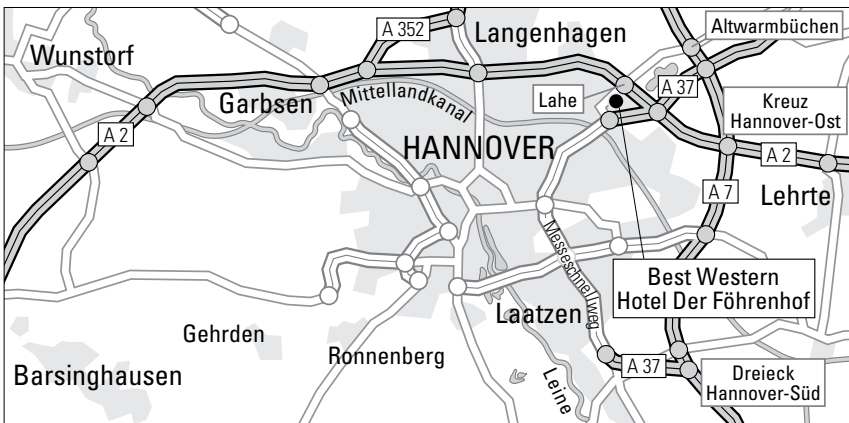 A 352
Langenhagen
Altwarmbüchen
Wunstorf
Garbsen
Mittellandkanal
Lahe
A 37
Kreuz
Hannover-Ost
A 2
HANNOVER
A 2
A 7
Lehrte
Messeschnellweg
Best Western
Hotel Der Föhrenhof
Laatzen
Gehrden
Ronnenberg
Barsinghausen
Leine
A 37
Dreieck
Hannover-Süd